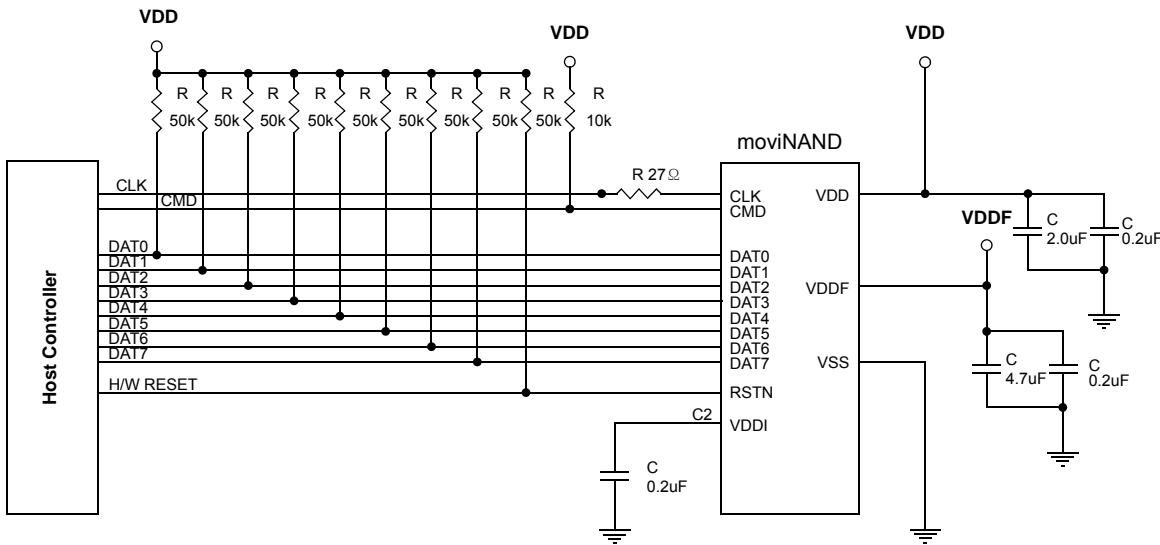 VDD
VDD
VDD
R R R R R R R R R R
50k 50k 50k 50k 50k 50k 50k 50k 50k 10k
moviNAND
R 27Ω
CLK
CMD
CLK
CMD
VDD
VDDF
C
2.0uF
C
0.2uF
Host Controller
DAT0
DAT1
DAT2
DAT3
DAT4
DAT5
DAT6
DAT7
H/W RESET
DAT0
DAT1
DAT2
DAT3
DAT4
DAT5
DAT6
DAT7
RSTN
C2
VDDI
VDDF
VSS
C
4.7uF
C
0.2uF
C
0.2uF